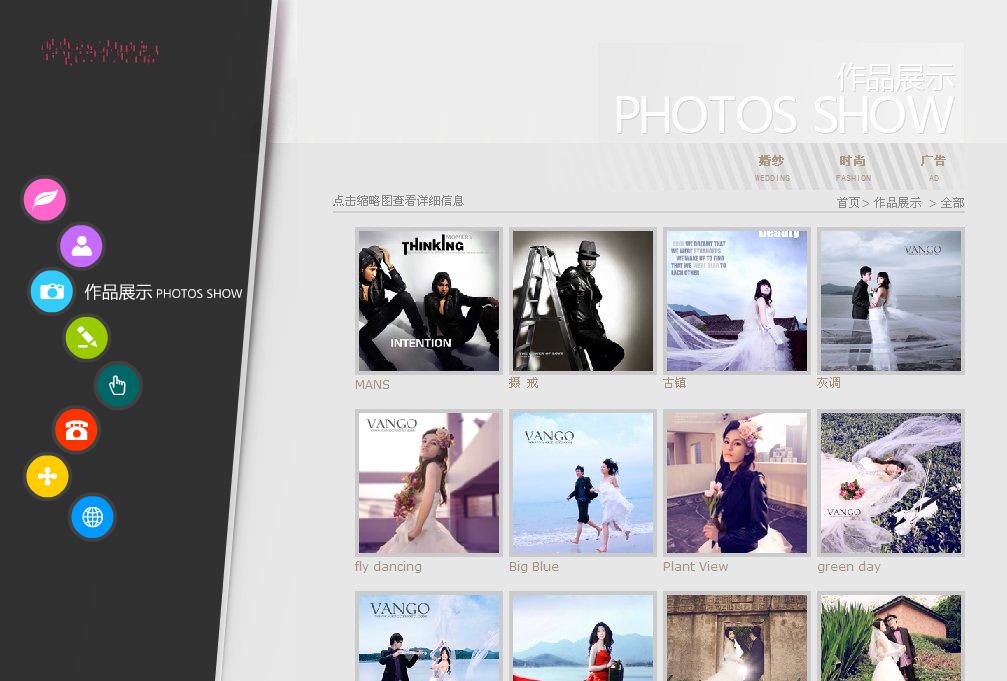 作品展示
PHOTOS SHOW
婚纱 时尚 广告
WEDDING FASHION AD
点击缩略图查看详细信息
首页> 作品展示 > 全部
作品展示 PHOTOS SHOW
THINKING
INTENTION
Beauty
VANGO
MANS
摄 戒
古镇
灰调
VANGO
VANGO
VANGO
fly dancing
Big Blue
Plant View
green day
VANGO